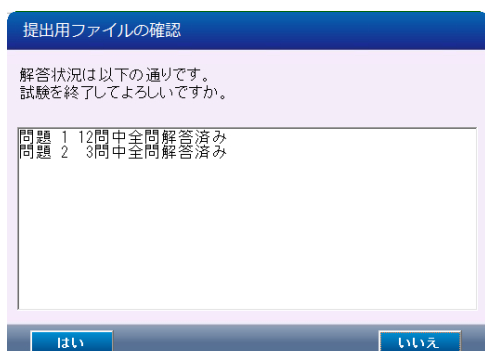 提出用ファイルの確認
解答状況は以下の通りです。
試験を終了してよろしいですか。
問題 1 12問中全問解答済み
問題 2  3問中全問解答済み
はい
いいえ